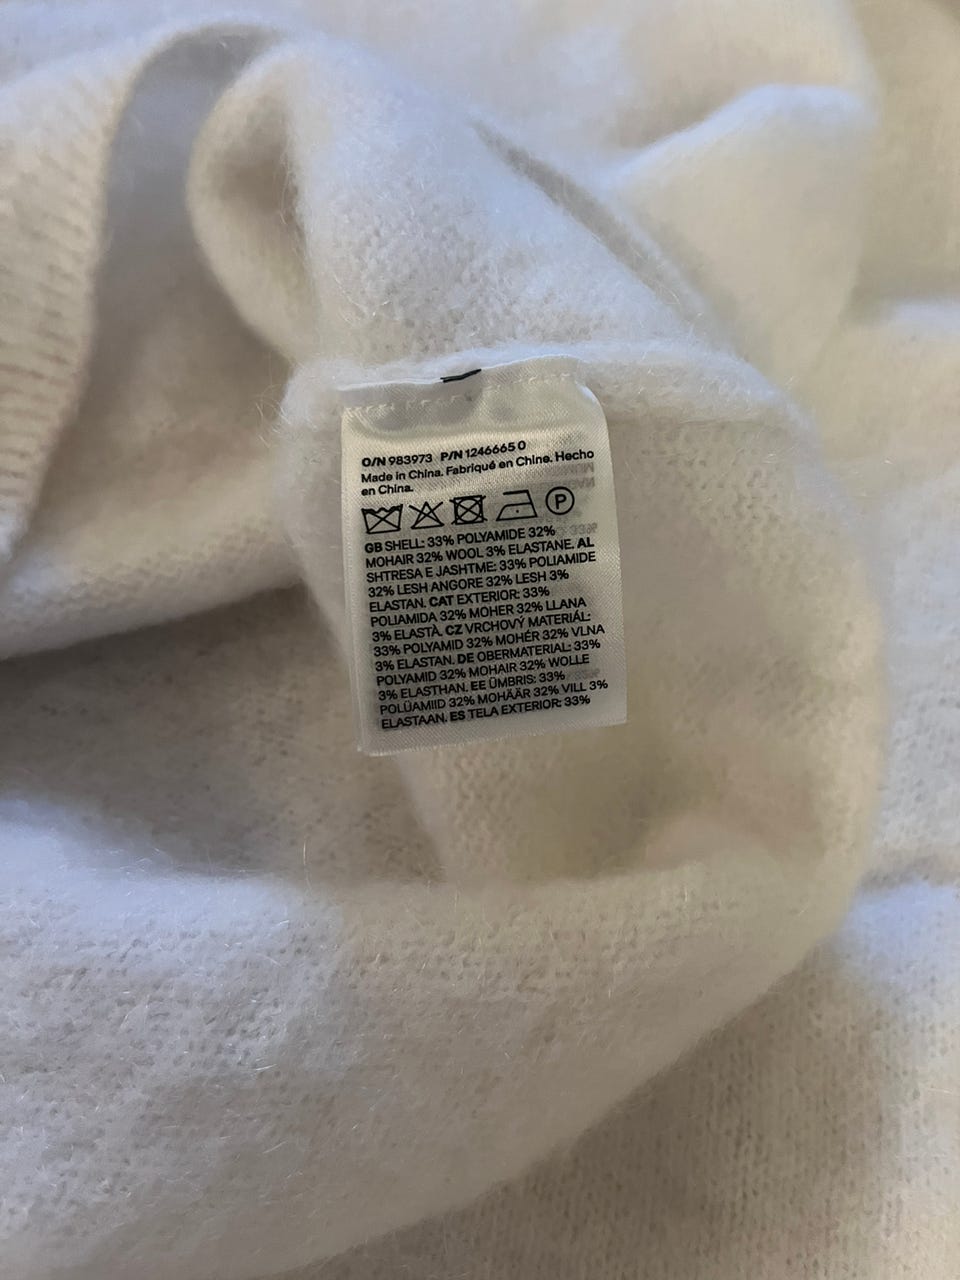 O/N 983973 P/N 1246665 0
Made in China. Fabriqué en Chine. Hecho
en China.
P
GB SHELL: 33% POLYAMIDE 32%
MOHAIR 32% WOOL 3% ELASTANE. AL
SHTRESA E JASHTME: 33% POLIAMIDE
32% LESH ANGORE 32% LESH 3%
ELASTAN. CAT EXTERIOR: 33%
POLIAMIDA 32% MOHER 32% LLANA
3% ELASTÀ. CZ VRCHOVÝ MATERIÁL:
33% POLYAMID 32% MOHÉR 32% VLNA
3% ELASTAN. DE OBERMATERIAL: 33%
POLYAMID 32% MOHAIR 32% WOLLE
3% ELASTHAN. EE ÜMBRIS: 33%
POLÜAMIID 32% MOHÄÄR 32% VILL 3%
ELASTAAN. ES TELA EXTERIOR: 33%